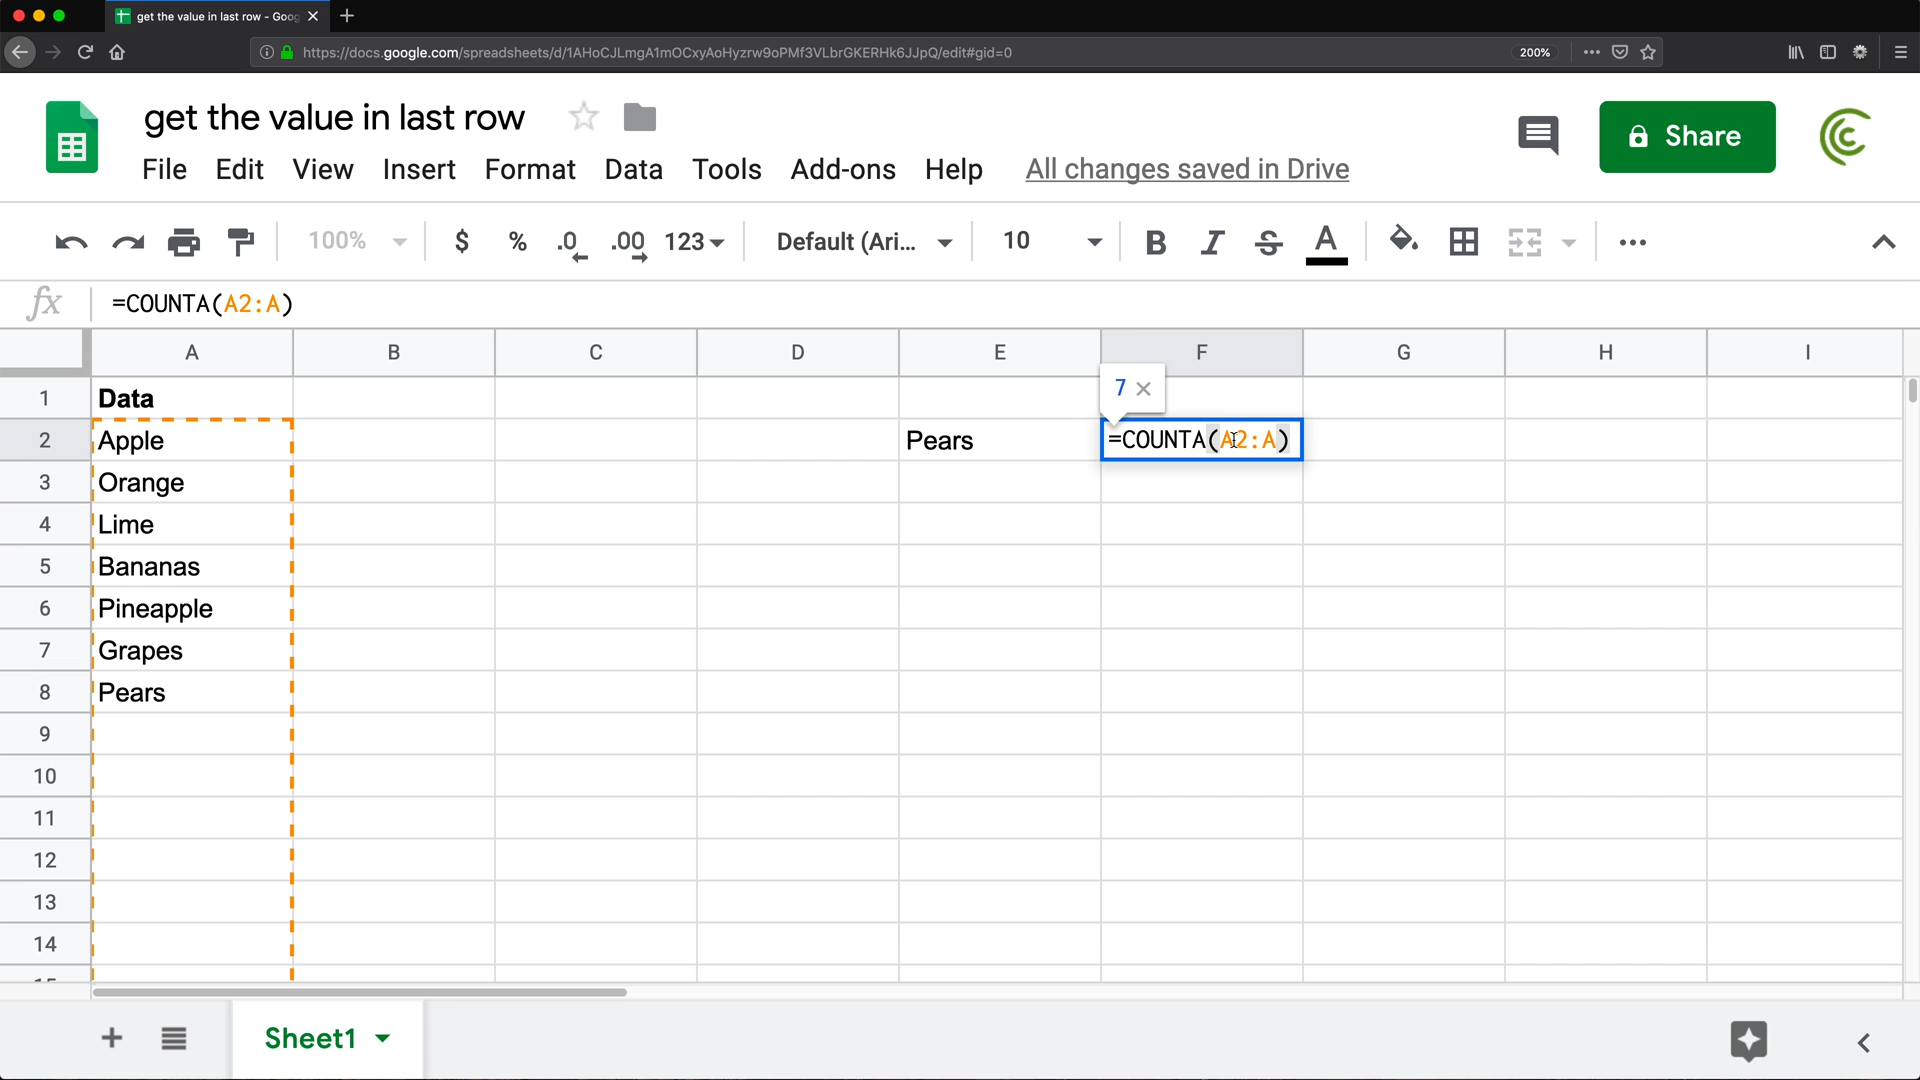 get the value in last row - Goog
https://docs.google.com/spreadsheets/d/1AHoCJLmgA1mOCxyAoHyzrw9oPMf3VLbrGKERHk6JJpQ/edit#gid=0 200%
get the value in last row
Share
File Edit View Insert Format Data Tools Add-ons Help All changes saved in Drive
100% $ % .0 .00 123 Default (Ari... 10 B I S A
fx =COUNTA(A2:A)
A B C D E F G H I
7
1 Data
2 Apple Pears =COUNTA(A2:A)
3 Orange
4 Lime
5 Bananas
6 Pineapple
7 Grapes
8 Pears
9
10
11
12
13
14
Sheet1